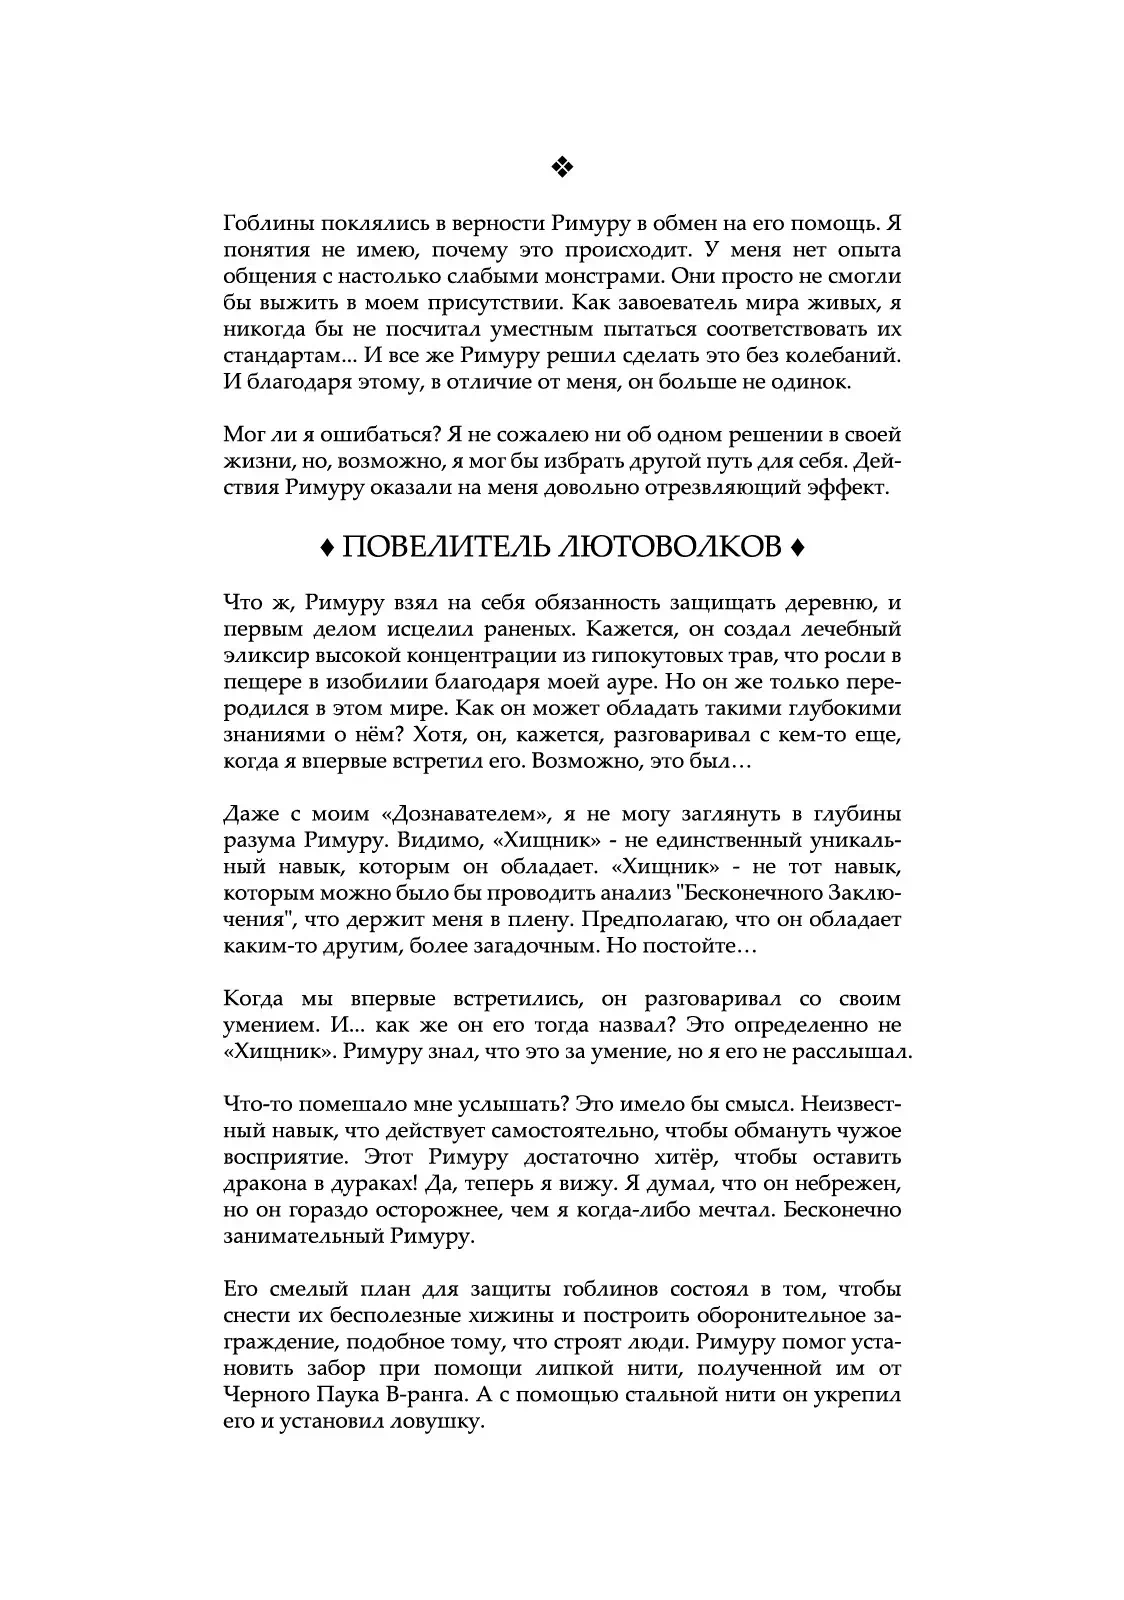 ❖
Гоблины поклялись в верности Римуру в обмен на его помощь. Я
понятия не имею, почему это происходит. У меня нет опыта
общения с настолько слабыми монстрами. Они просто не смогли
бы выжить в моем присутствии. Как завоеватель мира живых, я
никогда бы не посчитал уместным пытаться соответствовать их
стандартам... И все же Римуру решил сделать это без колебаний.
И благодаря этому, в отличие от меня, он больше не одинок.
Мог ли я ошибаться? Я не сожалею ни об одном решении в своей
жизни, но, возможно, я мог бы избрать другой путь для себя. Дей-
ствия Римуру оказали на меня довольно отрезвляющий эффект.
♦ ПОВЕЛИТЕЛЬ ЛЮТОВОЛКОВ ♦
Что ж, Римуру взял на себя обязанность защищать деревню, и
первым делом исцелил раненых. Кажется, он создал лечебный
эликсир высокой концентрации из гипокутовых трав, что росли в
пещере в изобилии благодаря моей ауре. Но он же только пере-
родился в этом мире. Как он может обладать такими глубокими
знаниями о нём? Хотя, он, кажется, разговаривал с кем-то еще,
когда я впервые встретил его. Возможно, это был…
Даже с моим «Дознавателем», я не могу заглянуть в глубины
разума Римуру. Видимо, «Хищник» - не единственный уникаль-
ный навык, которым он обладает. «Хищник» - не тот навык,
которым можно было бы проводить анализ "Бесконечного Заклю-
чения", что держит меня в плену. Предполагаю, что он обладает
каким-то другим, более загадочным. Но постойте…
Когда мы впервые встретились, он разговаривал со своим
умением. И... как же он его тогда назвал? Это определенно не
«Хищник». Римуру знал, что это за умение, но я его не расслышал.
Что-то помешало мне услышать? Это имело бы смысл. Неизвест-
ный навык, что действует самостоятельно, чтобы обмануть чужое
восприятие. Этот Римуру достаточно хитёр, чтобы оставить
дракона в дураках! Да, теперь я вижу. Я думал, что он небрежен,
но он гораздо осторожнее, чем я когда-либо мечтал. Бесконечно
занимательный Римуру.
Его смелый план для защиты гоблинов состоял в том, чтобы
снести их бесполезные хижины и построить оборонительное за-
граждение, подобное тому, что строят люди. Римуру помог уста-
новить забор при помощи липкой нити, полученной им от
Черного Паука В-ранга. А с помощью стальной нити он укрепил
его и установил ловушку.